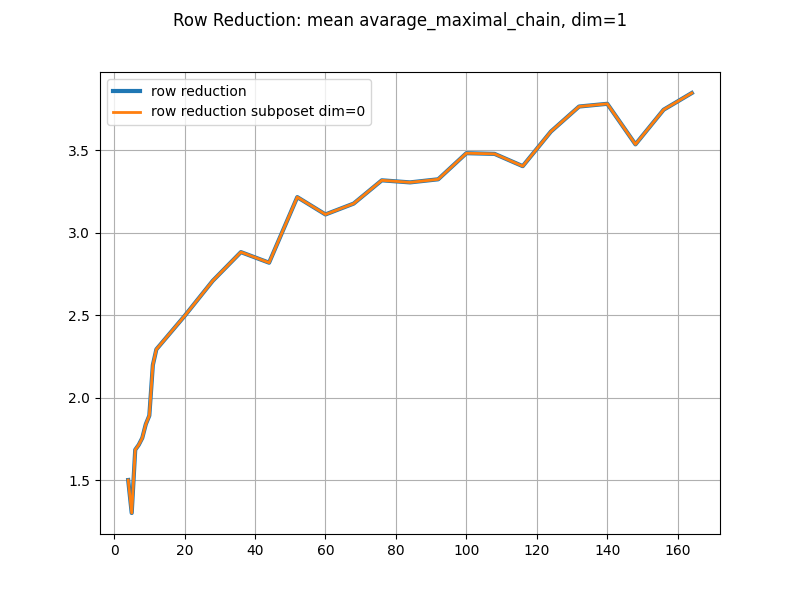 Row Reduction: mean avarage_maximal_chain, dim=1
row reduction
row reduction subposet dim=0
3.5
3.0
2.5
2.0
1.5
0 20 40 60 80 100 120 140 160